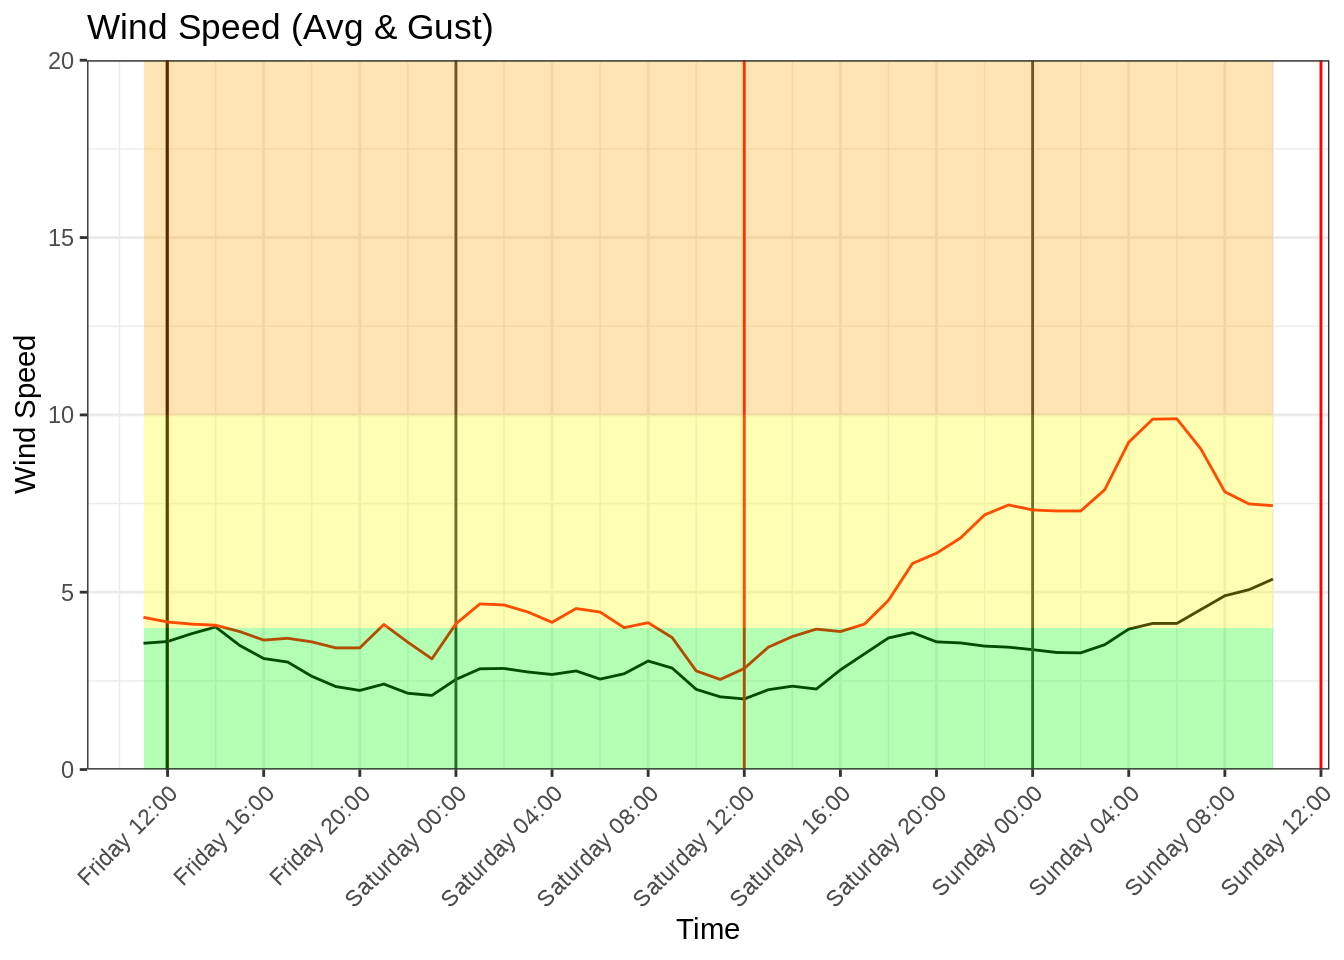 Wind Speed (Avg & Gust)
20
15
10
5
0
Wind Speed
Friday 12:00
Friday 16:00
Friday 20:00
Saturday 00:00
Saturday 04:00
Saturday 08:00
Saturday 12:00
Saturday 16:00
Saturday 20:00
Sunday 00:00
Sunday 04:00
Sunday 08:00
Sunday 12:00
Time